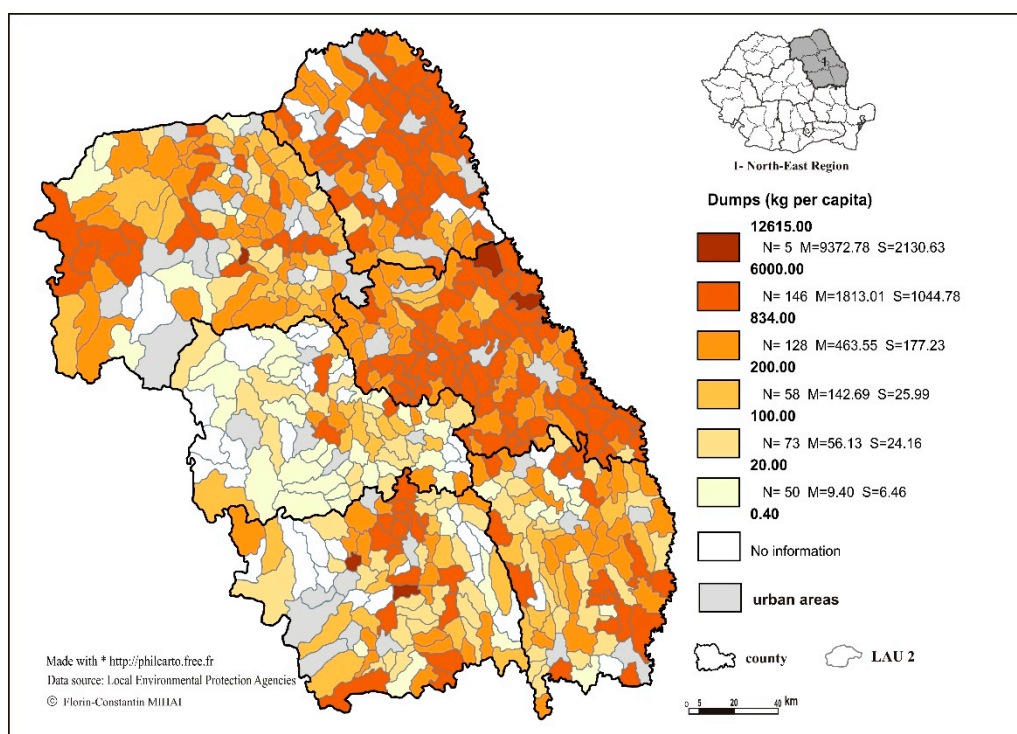 1
1- North-East Region
Dumps (kg per capita)
12615.00
N= 5 M=9372.78 S=2130.63
6000.00
N= 146 M=1813.01 S=1044.78
834.00
N= 128 M=463.55 S=177.23
200.00
N= 58 M=142.69 S=25.99
100.00
N= 73 M=56.13 S=24.16
20.00
N= 50 M=9.40 S=6.46
0.40
No information
urban areas
county LAU 2
0 5 20 40 km
Made with * http://philcarto.free.fr
Data source: Local Environmental Protection Agencies
© Florin-Constantin MIHAI